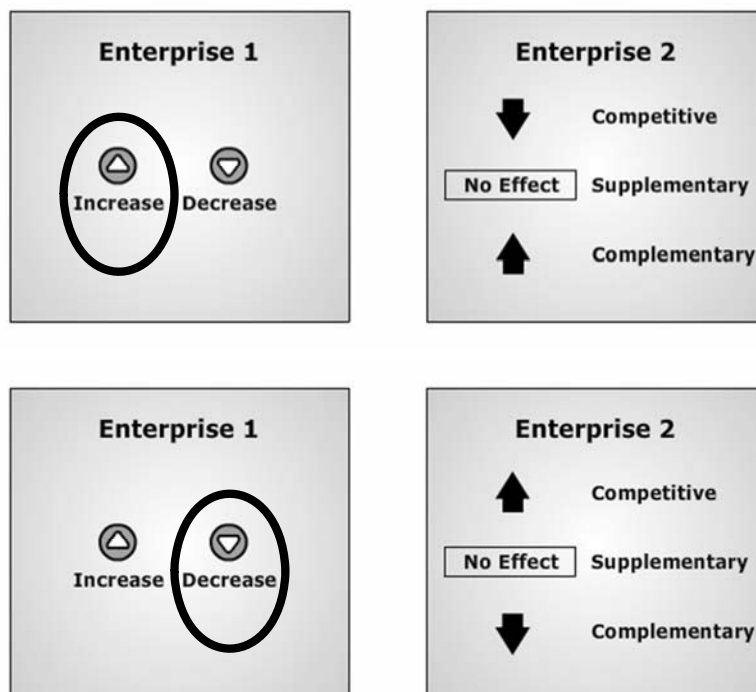 Enterprise 1
Increase Decrease
Enterprise 2
Competitive
No Effect Supplementary
Complementary
Enterprise 1
Increase Decrease
Enterprise 2
Competitive
No Effect Supplementary
Complementary